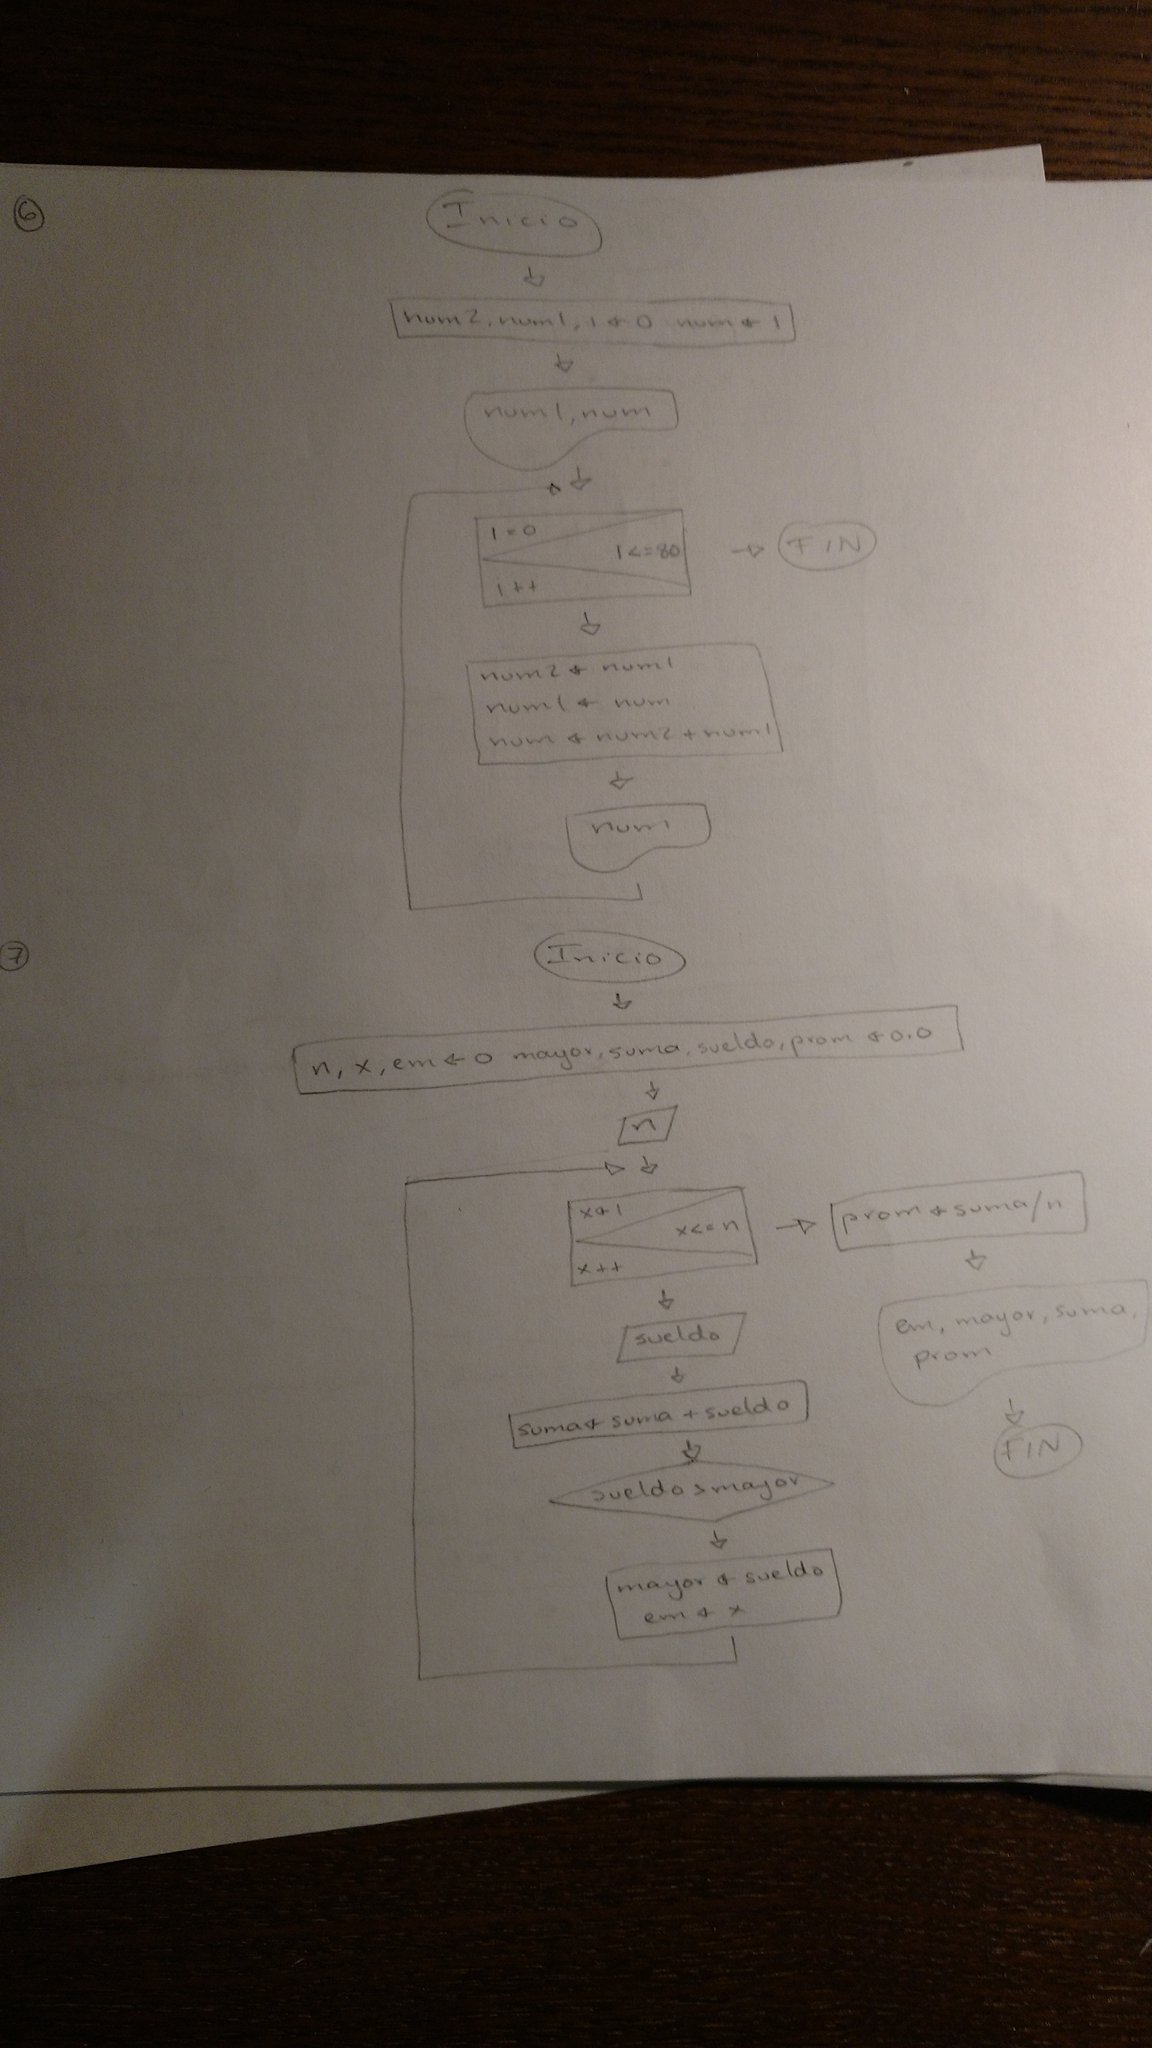 6
Inicio
num2, num1, i ← 0 num ← 1
num1, num
i=0
i<=80
i++
FIN
num2 ← num1
num1 ← num
num ← num2 + num1
num
7
Inicio
n, x, em ← 0 mayor, suma, sueldo, prom ← 0.0
n
x←1
x<=n
x++
prom ← suma/n
sueldo
em, mayor, suma,
prom
suma ← suma + sueldo
FIN
sueldo > mayor
mayor ← sueldo
em ← x